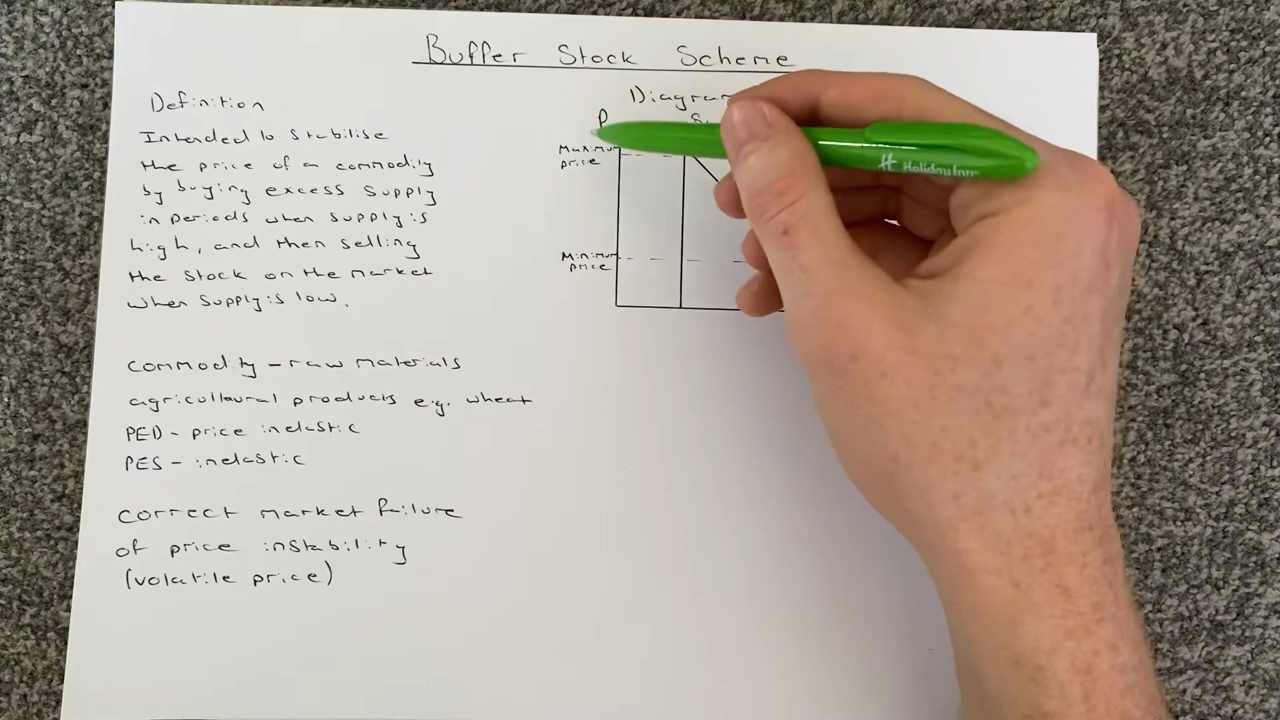 Buffer Stock Scheme
Definition
Intended to stabilise
the price of a commodity
by buying excess supply
in periods when supply is
high, and then selling
the stock on the market
when supply is low.
commodity - raw materials
agricultural products e.g. wheat
PED - price inelastic
PES - inelastic
correct market failure
of price instability
(volatile price)
P
Maximum
price
Minimum
price
Holiday Inn